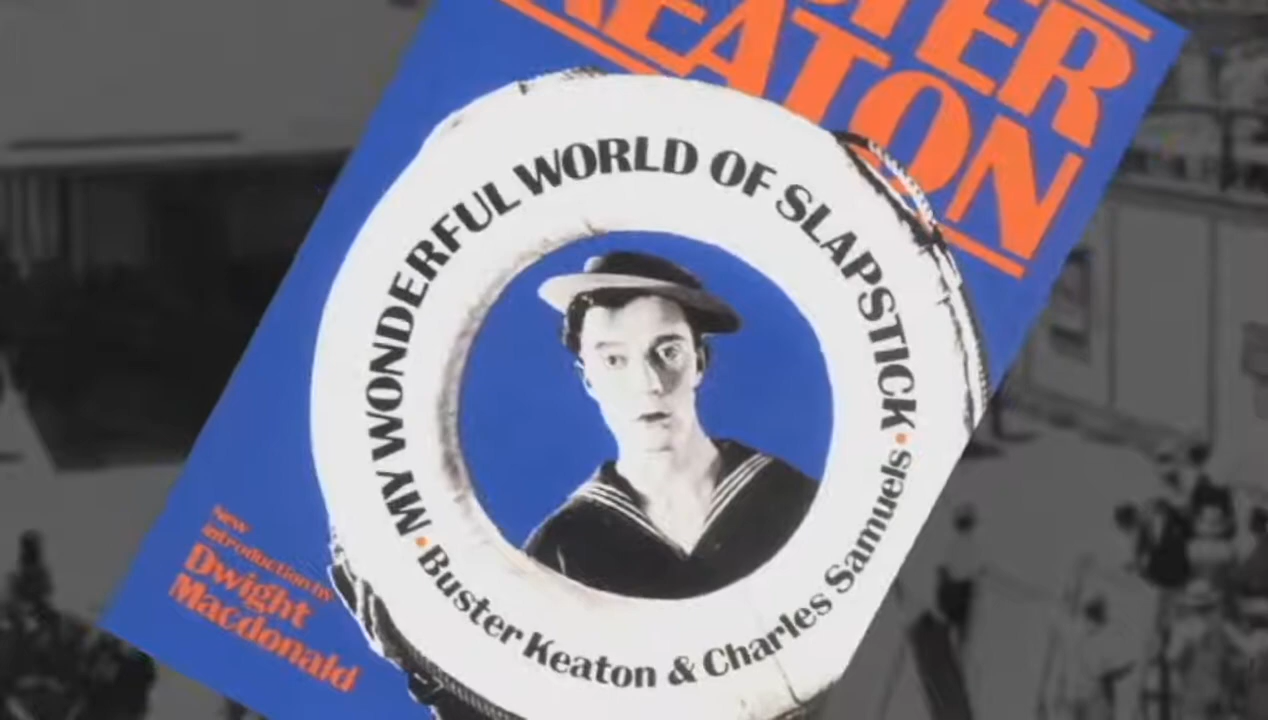 KEATON
MY WONDERFUL WORLD OF SLAPSTICK
• Buster Keaton & Charles Samuels •
New
introduction by
Dwight
Macdonald